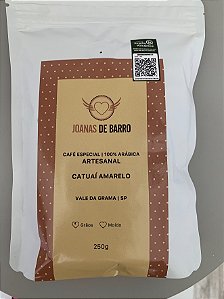 JOANAS DE BARRO
CAFÉ ESPECIAL | 100% ARÁBICA
ARTESANAL
CATUAÍ AMARELO
VALE DA GRAMA | SP
Grãos
Moído
250g